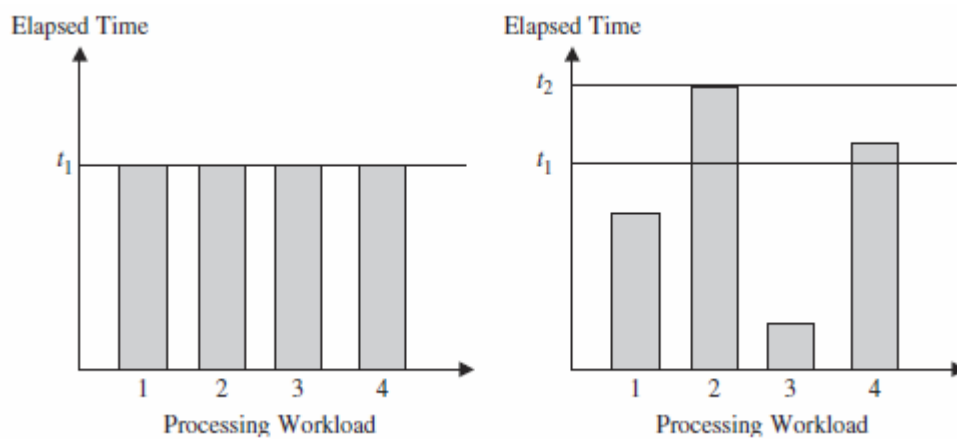 Elapsed Time
t1
1 2 3 4
Processing Workload
Elapsed Time
t2
t1
1 2 3 4
Processing Workload